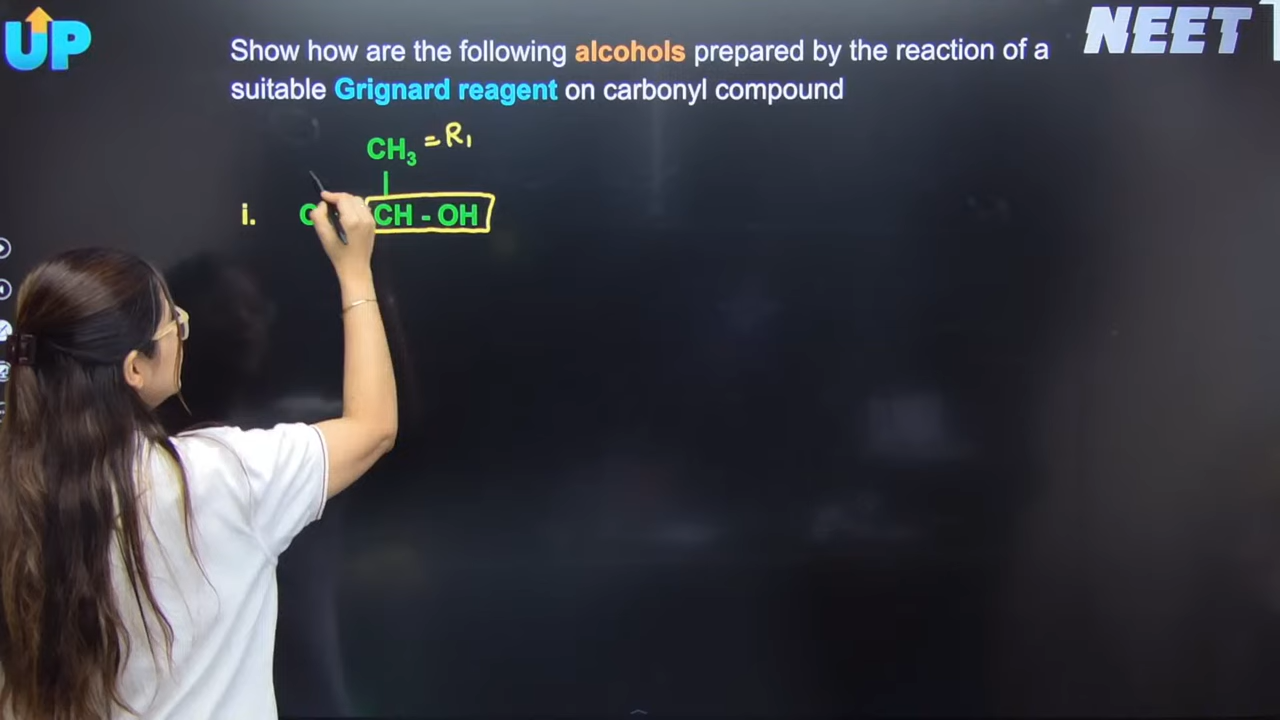 UP
NEET
Show how are the following alcohols prepared by the reaction of a
suitable Grignard reagent on carbonyl compound
CH3 = R1
|
i. CH - OH